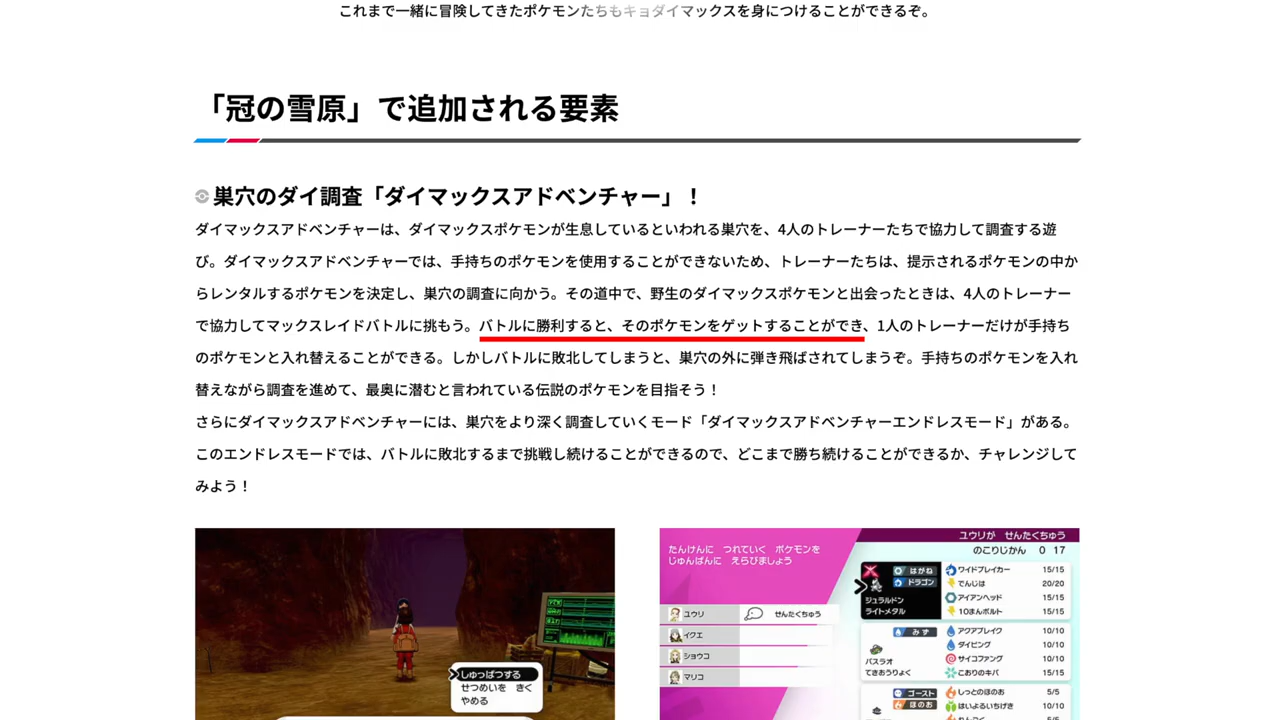 これまで一緒に冒険してきたポケモンたちもキョダイマックスを身につけることができるぞ。
「冠の雪原」で追加される要素
巣穴のダイ調査「ダイマックスアドベンチャー」！
ダイマックスアドベンチャーは、ダイマックスポケモンが生息しているといわれる巣穴を、4人のトレーナーたちで協力して調査する遊
び。ダイマックスアドベンチャーでは、手持ちのポケモンを使用することができないため、トレーナーたちは、提示されるポケモンの中か
らレンタルするポケモンを決定し、巣穴の調査に向かう。その道中で、野生のダイマックスポケモンと出会ったときは、4人のトレーナー
で協力してマックスレイドバトルに挑もう。バトルに勝利すると、そのポケモンをゲットすることができ、1人のトレーナーだけが手持ち
のポケモンと入れ替えることができる。しかしバトルに敗北してしまうと、巣穴の外に弾き飛ばされてしまうぞ。手持ちのポケモンを入れ
替えながら調査を進めて、最奥に潜むと言われている伝説のポケモンを目指そう！
さらにダイマックスアドベンチャーには、巣穴をより深く調査していくモード「ダイマックスアドベンチャーエンドレスモード」がある。
このエンドレスモードでは、バトルに敗北するまで挑戦し続けることができるので、どこまで勝ち続けることができるか、チャレンジして
みよう！
しゅっぱつする
せつめいを きく
やめる
ユウリが せんたくちゅう
のこりじかん 0 17
たんけんに つれていく ポケモンを
じゅんばんに えらびましょう
ユウリ せんたくちゅう
イクエ
ショウコ
マリコ
はがね
ドラゴン
ジュラルドン
ライトメタル
ワイドブレイカー 15/15
でんじは 20/20
アイアンヘッド 15/15
10まんボルト 15/15
みず
バスラオ
てきおうりょく
アクアブレイク 10/10
ダイビング 10/10
サイコファング 10/10
こおりのキバ 15/15
ゴースト
ほのお
しっとのほのお 5/5
はいよるいちげき 10/10